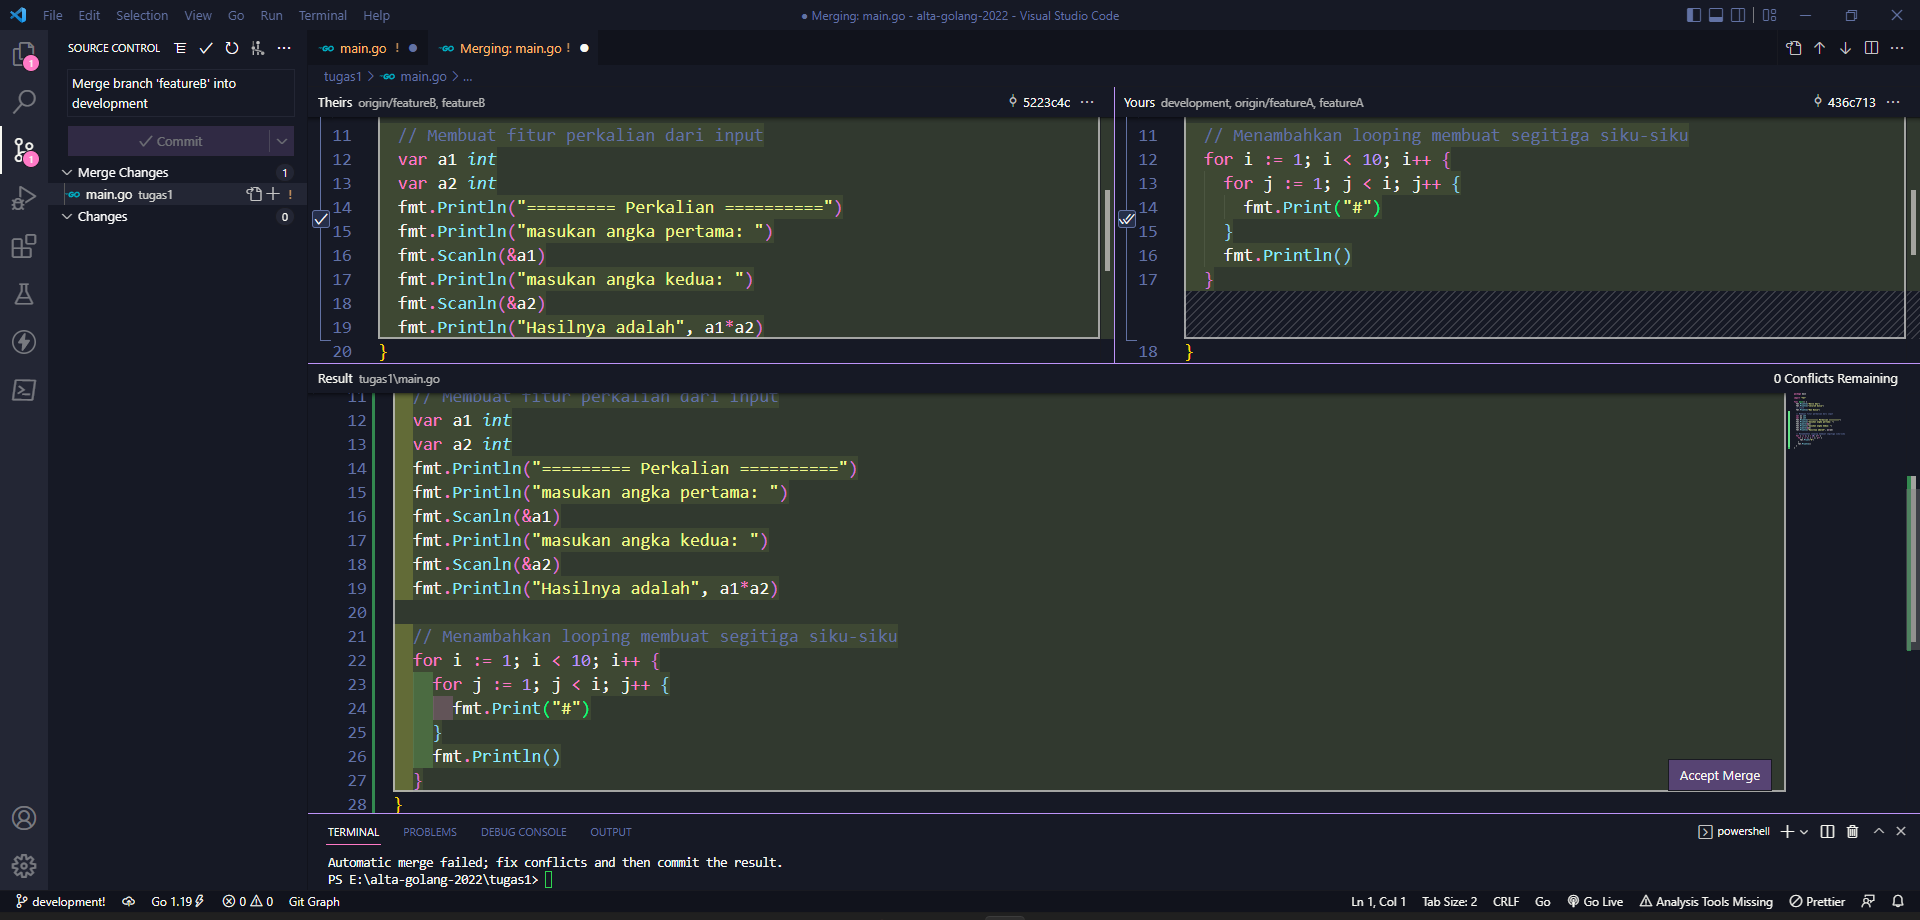 File Edit Selection View Go Run Terminal Help
● Merging: main.go - alta-golang-2022 - Visual Studio Code
SOURCE CONTROL
Merge branch 'featureB' into
development
Commit
Merge Changes 1
main.go tugas1 !
Changes 0
main.go !
Merging: main.go !
tugas1 > main.go > ...
Theirs origin/featureB, featureB
5223c4c
11 // Membuat fitur perkalian dari input
12 var a1 int
13 var a2 int
14 fmt.Println("========= Perkalian ==========")
15 fmt.Println("masukan angka pertama: ")
16 fmt.Scanln(&a1)
17 fmt.Println("masukan angka kedua: ")
18 fmt.Scanln(&a2)
19 fmt.Println("Hasilnya adalah", a1*a2)
20 }
Yours development, origin/featureA, featureA
436c713
11 // Menambahkan looping membuat segitiga siku-siku
12 for i := 1; i < 10; i++ {
13 for j := 1; j < i; j++ {
14 fmt.Print("#")
15 }
16 fmt.Println()
17 }
18 }
Result tugas1\main.go
0 Conflicts Remaining
11 // Membuat fitur perkalian dari input
12 var a1 int
13 var a2 int
14 fmt.Println("========= Perkalian ==========")
15 fmt.Println("masukan angka pertama: ")
16 fmt.Scanln(&a1)
17 fmt.Println("masukan angka kedua: ")
18 fmt.Scanln(&a2)
19 fmt.Println("Hasilnya adalah", a1*a2)
20
21 // Menambahkan looping membuat segitiga siku-siku
22 for i := 1; i < 10; i++ {
23 for j := 1; j < i; j++ {
24 fmt.Print("#")
25 }
26 fmt.Println()
27 }
28 }
Accept Merge
TERMINAL PROBLEMS DEBUG CONSOLE OUTPUT
powershell
Automatic merge failed; fix conflicts and then commit the result.
PS E:\alta-golang-2022\tugas1>
development! Go 1.19 0 0 Git Graph
Ln 1, Col 1 Tab Size: 2 CRLF Go Go Live Analysis Tools Missing Prettier